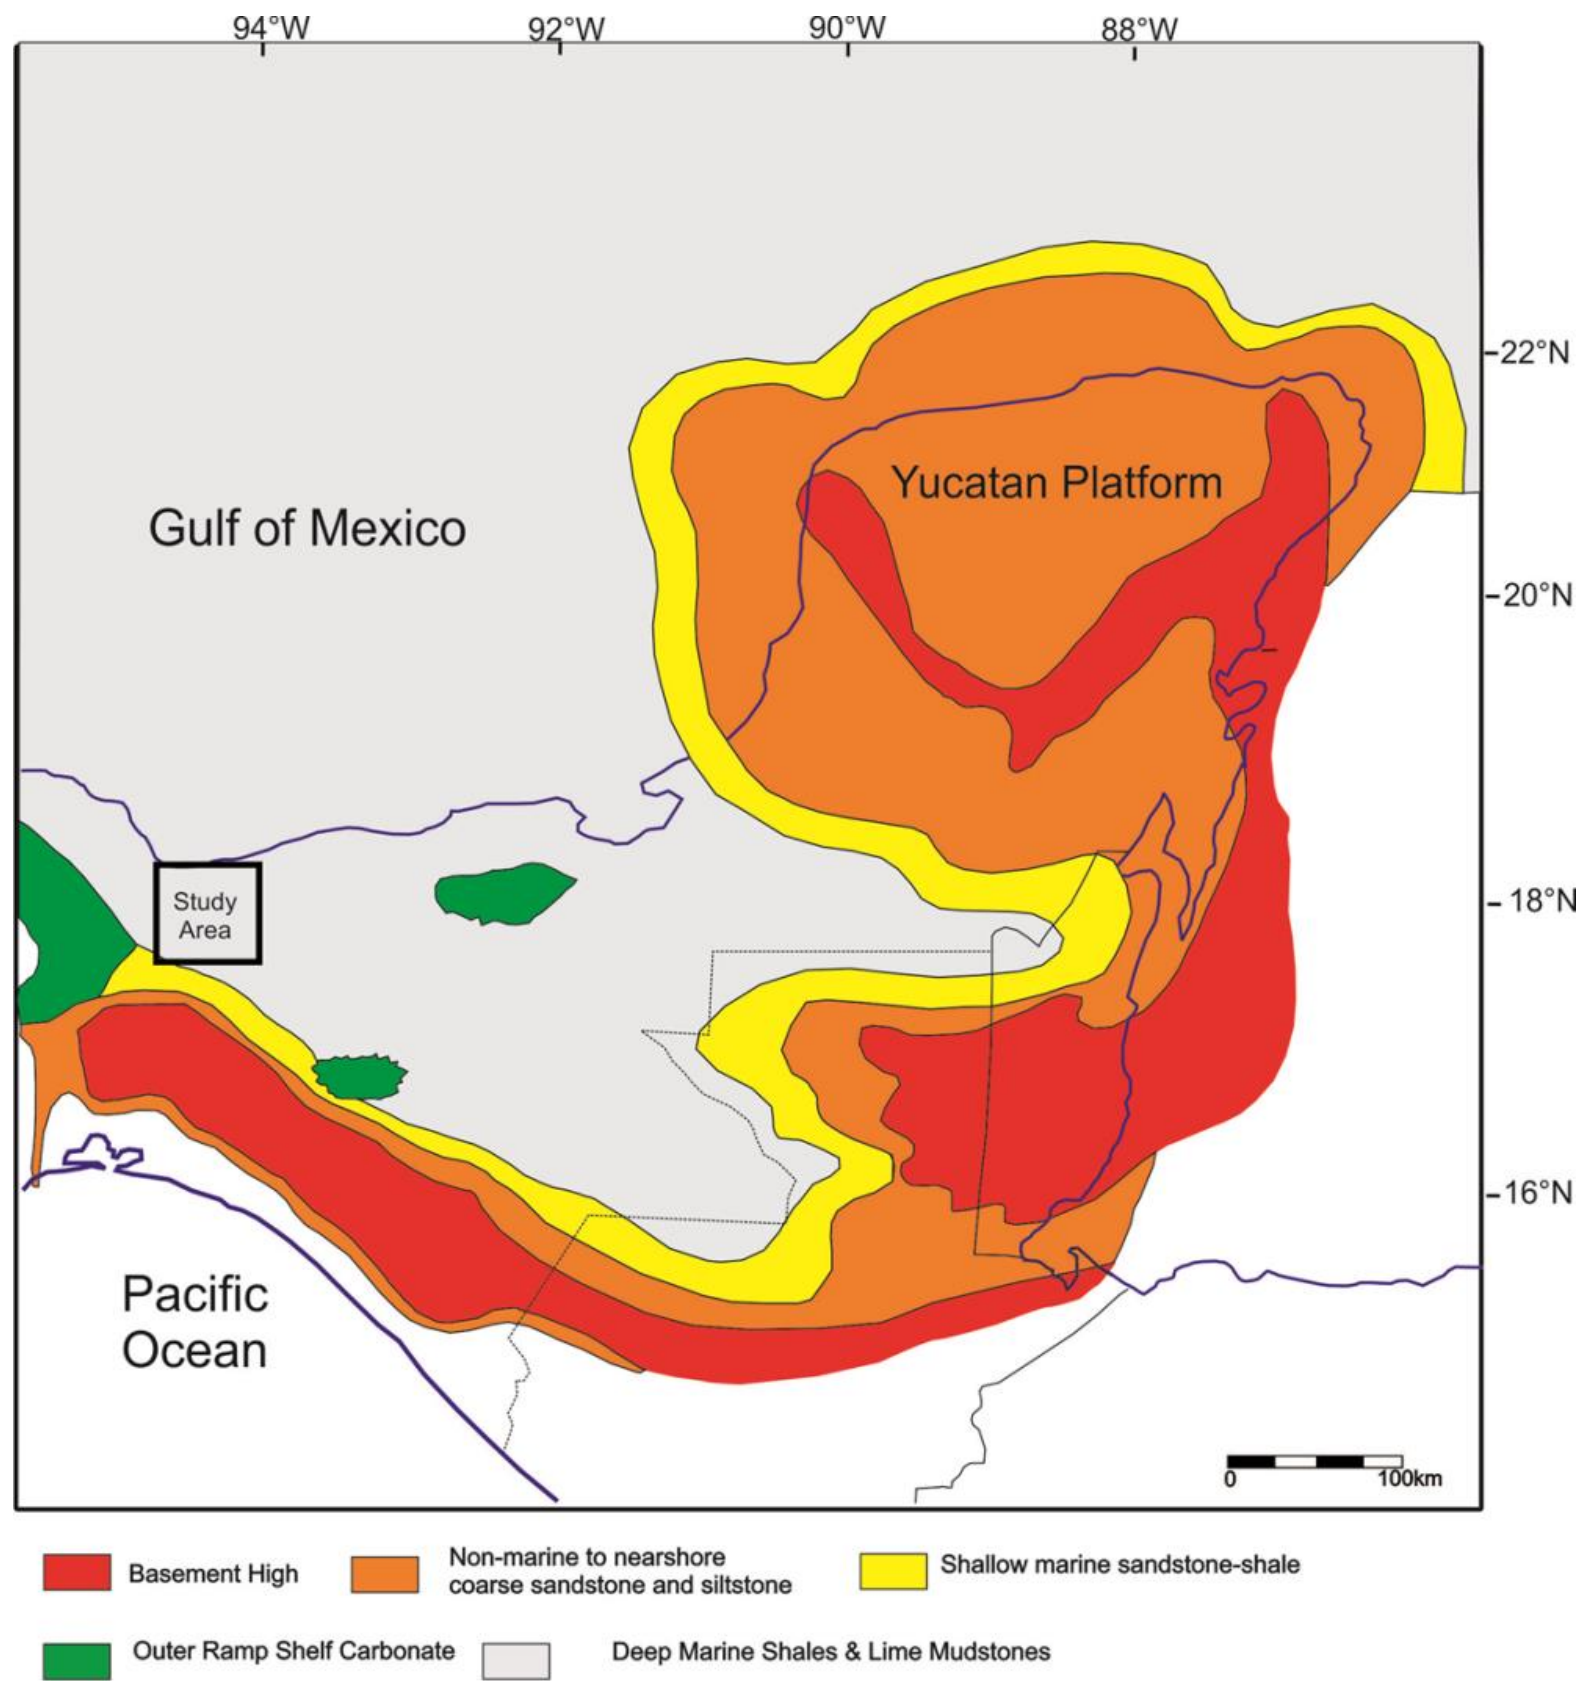 94°W
92°W
90°W
88°W
22°N
Yucatan Platform
Gulf of Mexico
20°N
Study
Area
18°N
16°N
Pacific
Ocean
0
100km
Basement High
Non-marine to nearshore
coarse sandstone and siltstone
Shallow marine sandstone-shale
Outer Ramp Shelf Carbonate
Deep Marine Shales & Lime Mudstones